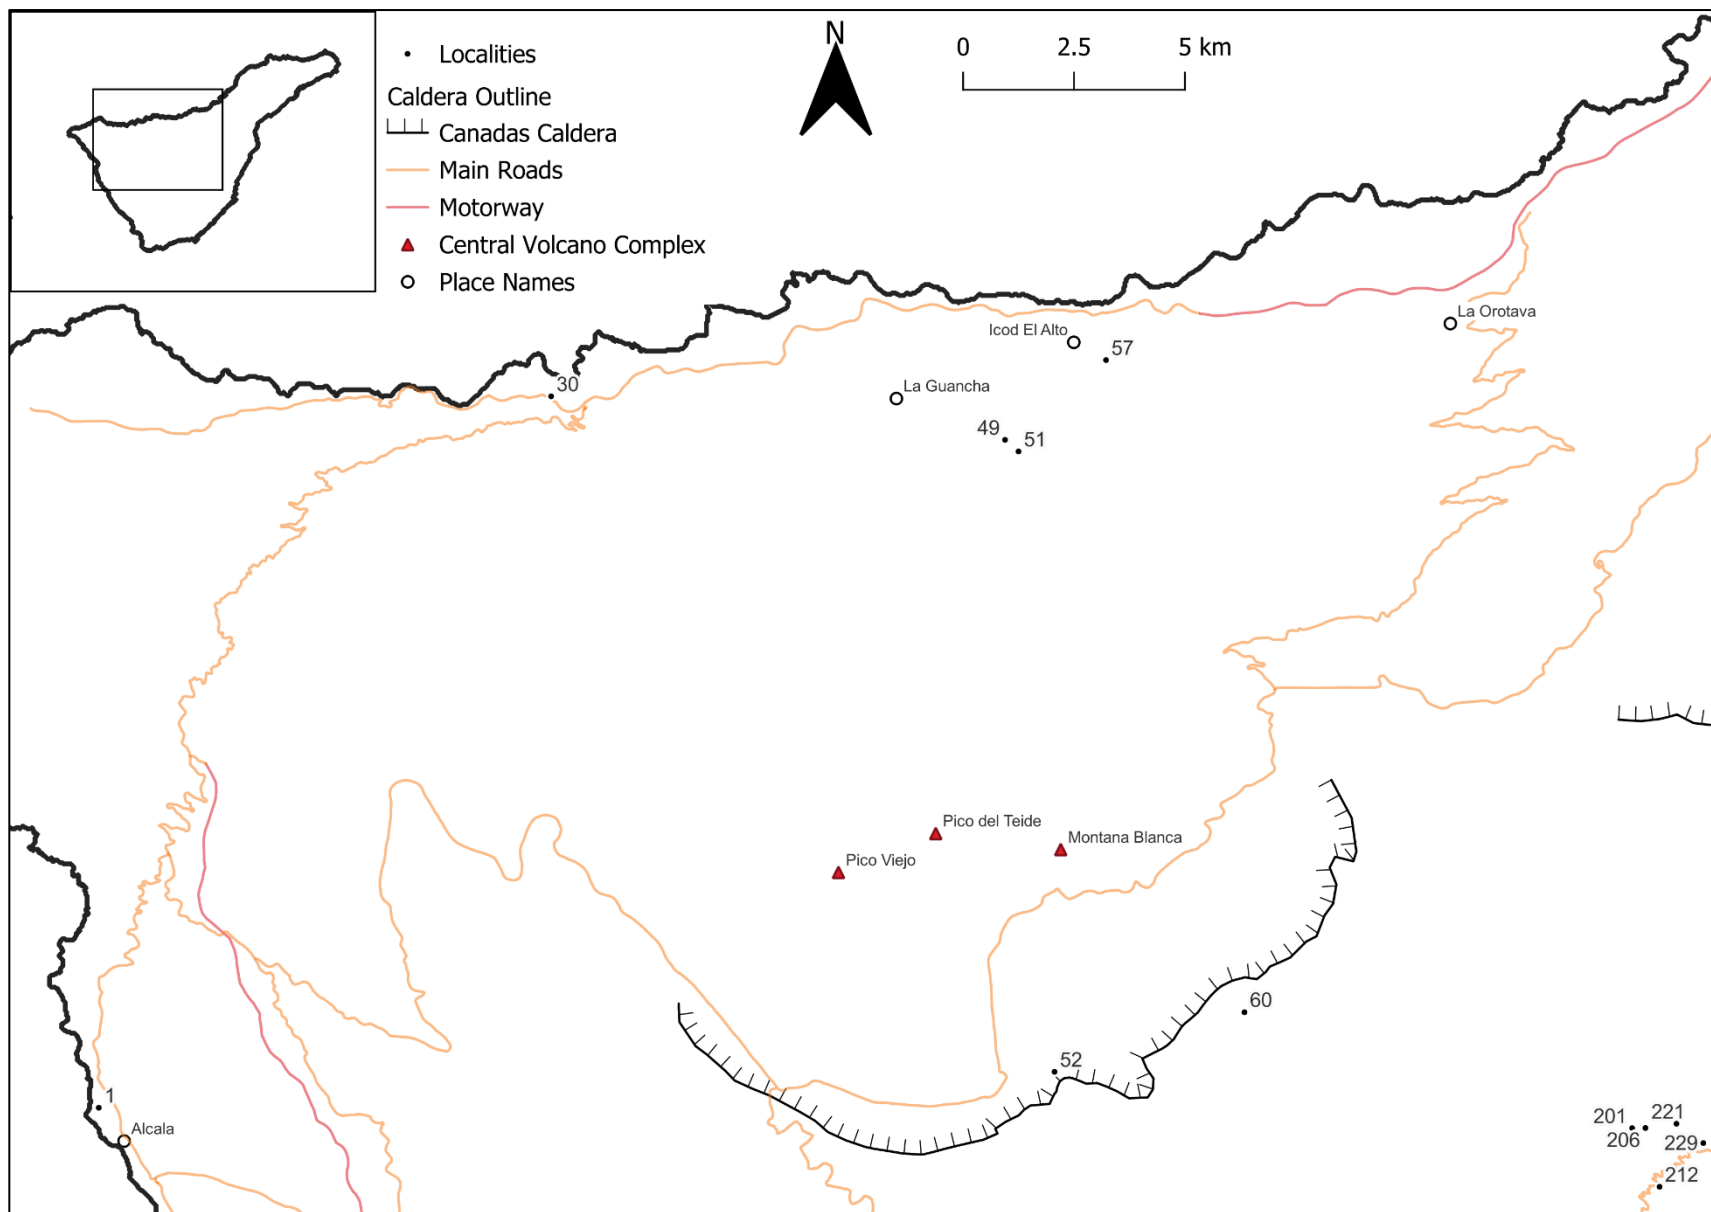 Localities
Caldera Outline
Canadas Caldera
Main Roads
Motorway
Central Volcano Complex
Place Names
N
0 2.5 5 km
La Orotava
Icod El Alto
57
30
La Guancha
49
51
Pico del Teide
Montana Blanca
Pico Viejo
60
52
1
Alcala
201
221
206
229
212